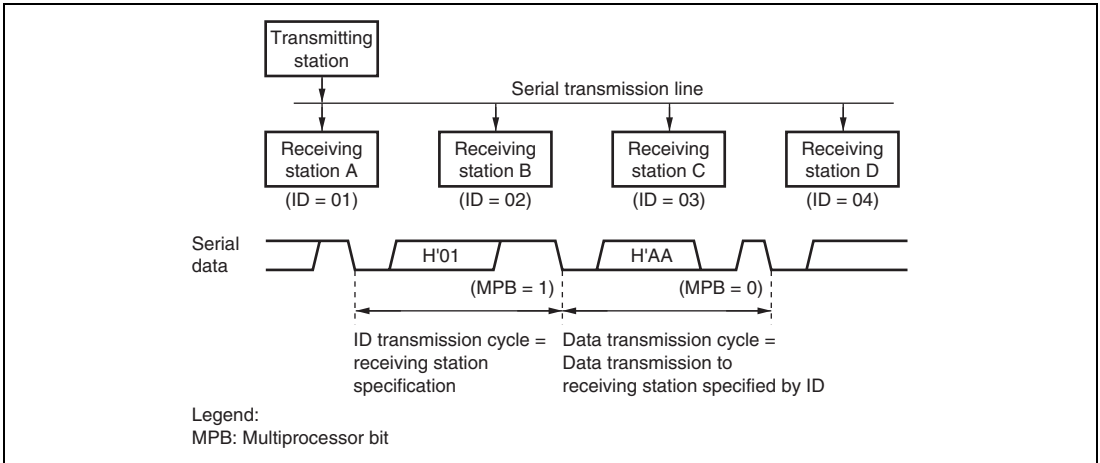 Transmitting
station
Serial transmission line
Receiving
station A
Receiving
station B
Receiving
station C
Receiving
station D
(ID = 01)
(ID = 02)
(ID = 03)
(ID = 04)
Serial
data
H'01
H'AA
(MPB = 1)
(MPB = 0)
ID transmission cycle =
receiving station
specification
Data transmission cycle =
Data transmission to
receiving station specified by ID
Legend:
MPB: Multiprocessor bit